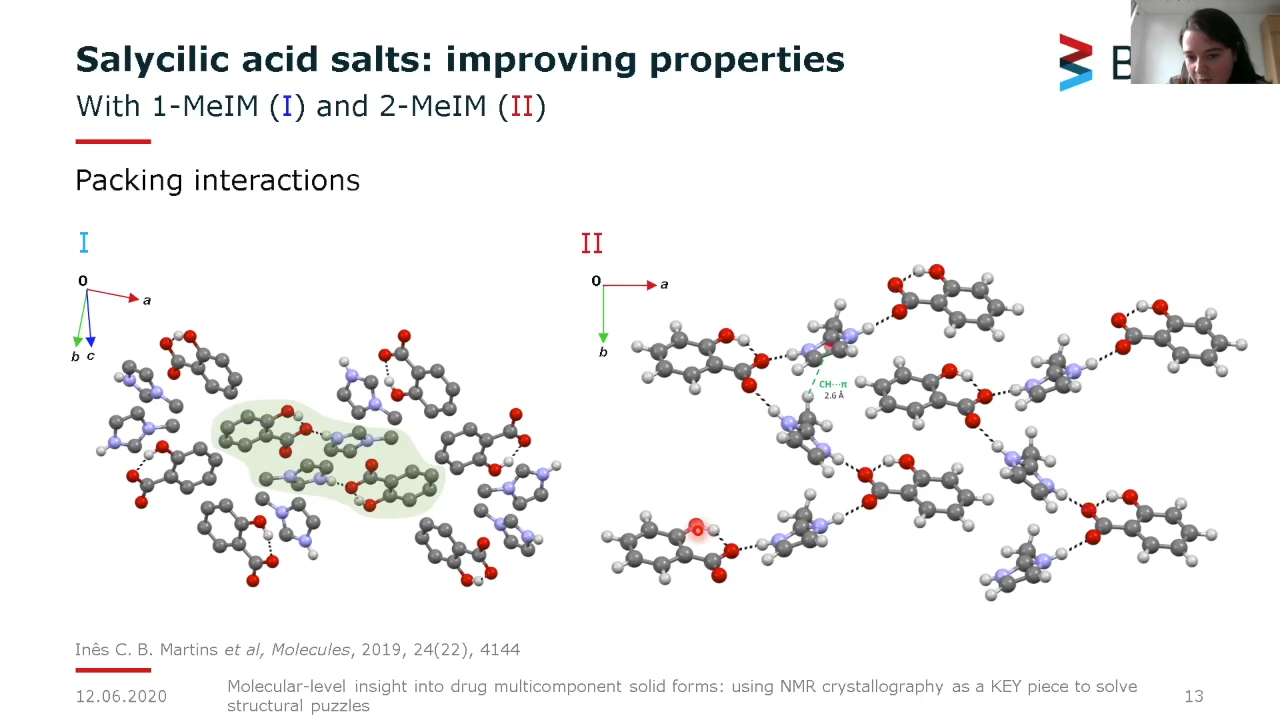 Salycilic acid salts: improving properties
B
With 1-MeIM (I) and 2-MeIM (II)
Packing interactions
I
II
0
a
b c
0
a
b
CH···π
2.6 Å
Inês C. B. Martins et al, Molecules, 2019, 24(22), 4144
12.06.2020
Molecular-level insight into drug multicomponent solid forms: using NMR crystallography as a KEY piece to solve
structural puzzles
13